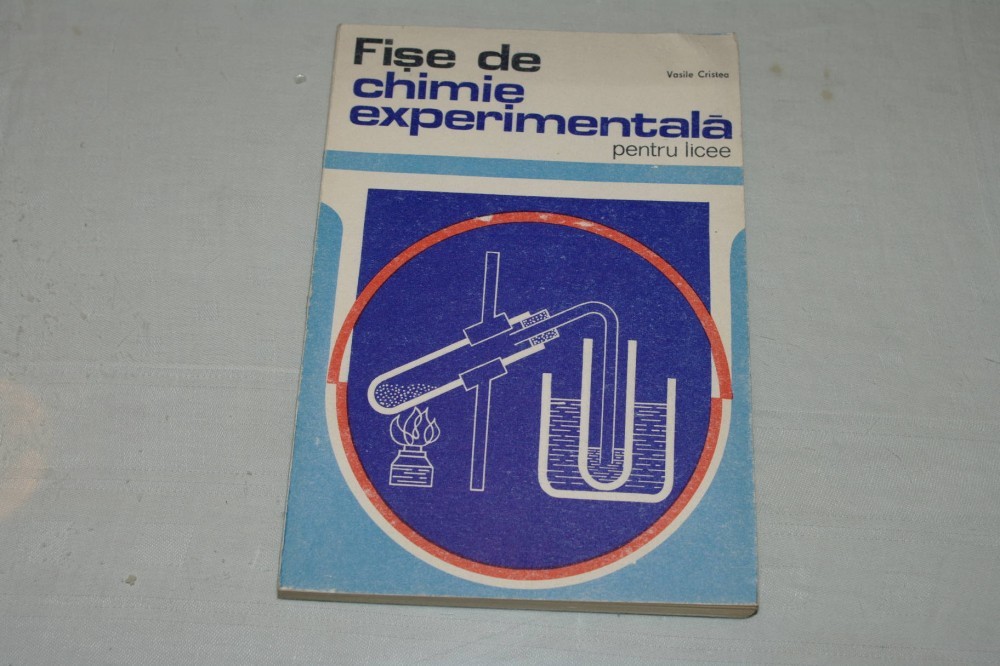 Fișe de
Vasile Cristea
chimie
experimentală
pentru licee